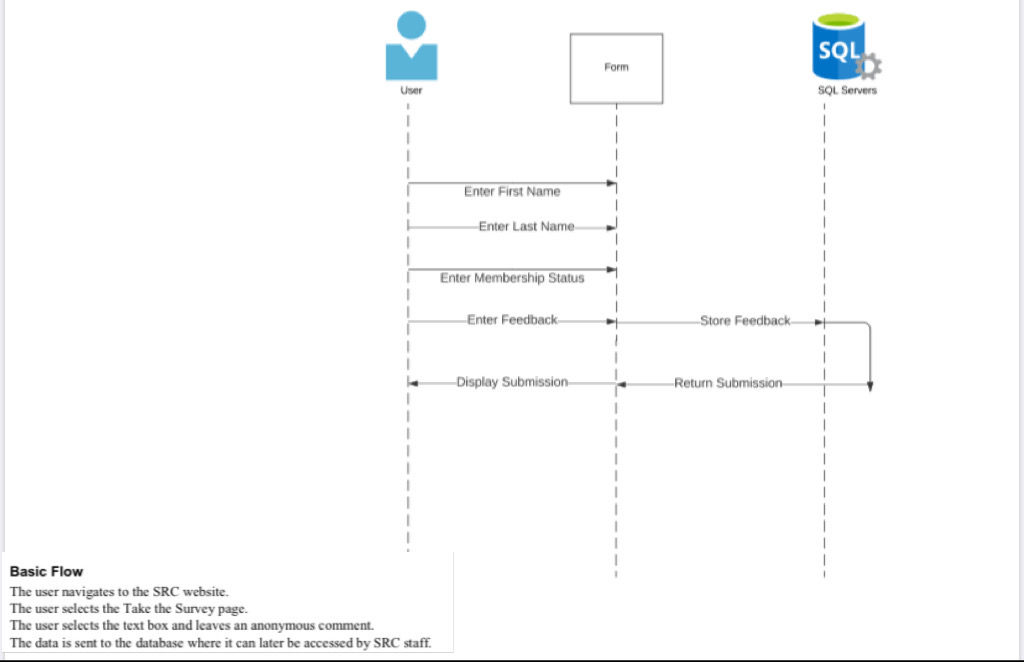 SQL
User
Form
SQL Servers
Enter First Name
Enter Last Name
Enter Membership Status
Enter Feedback
Store Feedback
Display Submission
Return Submission
Basic Flow
The user navigates to the SRC website.
The user selects the Take the Survey page.
The user selects the text box and leaves an anonymous comment.
The data is sent to the database where it can later be accessed by SRC staff.